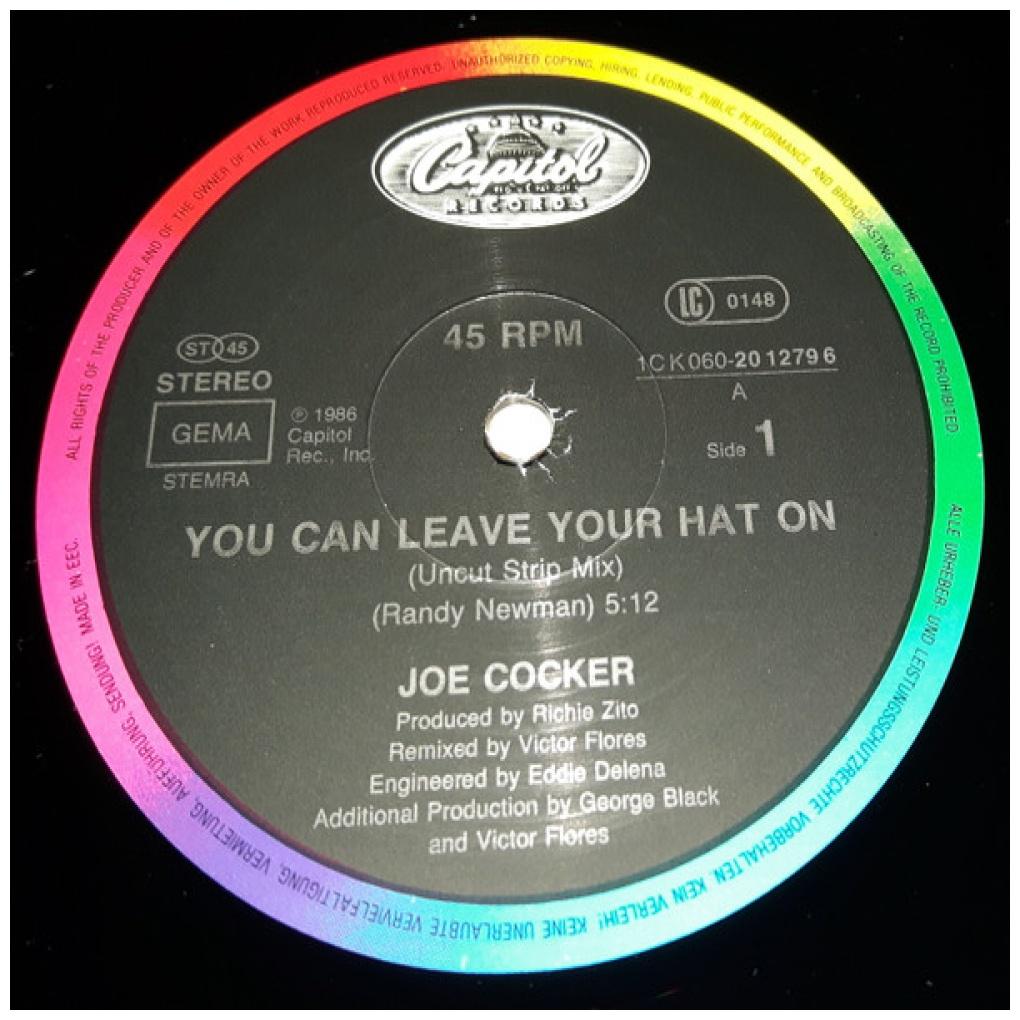 ALL RIGHTS OF THE PRODUCER AND OF THE OWNER OF THE WORK REPRODUCED RESERVED. UNAUTHORIZED COPYING, HIRING, LENDING, PUBLIC PERFORMANCE AND BROADCASTING OF THE RECORD PROHIBITED.
Capitol
RECORDS
LC 0148
45 RPM
ST 45
STEREO
GEMA
STEMRA
℗ 1986
Capitol
Rec., Inc.
1CK060-20 1279 6
A
Side 1
YOU CAN LEAVE YOUR HAT ON
(Uncut Strip Mix)
(Randy Newman) 5:12
JOE COCKER
Produced by Richie Zito
Remixed by Victor Flores
Engineered by Eddie Delena
Additional Production by George Black
and Victor Flores
ALLE URHEBER- UND LEISTUNGSSCHUTZRECHTE VORBEHALTEN. KEIN VERLEIH! KEINE UNERLAUBTE VERVIELFÄLTIGUNG, VERMIETUNG, AUFFÜHRUNG, SENDUNG! MADE IN EEC.